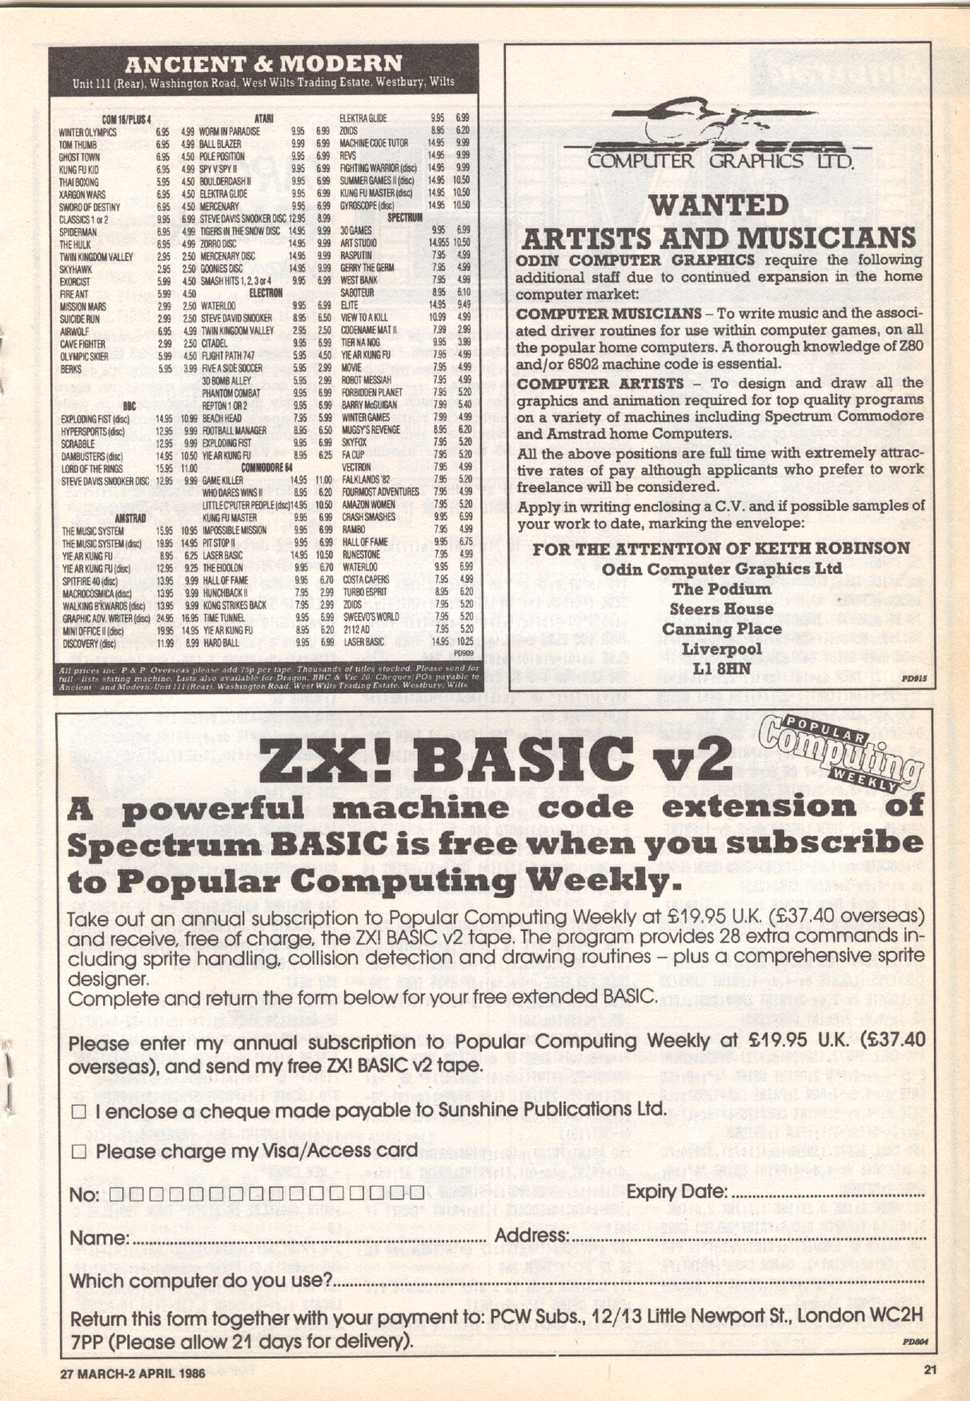 ANCIENT & MODERN
Unit 111 (Rear), Washington Road, West Wilts Trading Estate, Westbury, Wilts
COM 16/PLUS 4
WINTER OLYMPICS 6.95 4.99
TOM THUMB 6.95 4.99
GHOST TOWN 6.95 4.50
KUNG FU KID 6.95 4.99
THAI BOXING 5.95 4.50
XARGON WARS 6.95 4.50
SWORD OF DESTINY 6.95 4.50
CLASSICS 1 or 2 9.95 6.99
SPIDERMAN 6.95 4.99
THE HULK 6.95 4.99
TWIN KINGDOM VALLEY 2.95 2.50
SKYHAWK 2.95 2.50
EXORCIST 5.99 4.50
FIRE ANT 5.99 4.50
MISSION MARS 2.99 2.50
SUICIDE RUN 2.99 2.50
AIRWOLF 6.95 4.99
CAVE FIGHTER 2.99 2.50
OLYMPIC SKIER 5.99 4.50
BERKS 5.95 3.99
BBC
EXPLODING FIST (disc) 14.95 10.99
HYPERSPORTS (disc) 12.95 9.99
SCRABBLE 12.95 9.99
DAMBUSTERS (disc) 14.95 10.50
LORD OF THE RINGS 15.95 11.00
STEVE DAVIS SNOOKER DISC 12.95 9.99
AMSTRAD
THE MUSIC SYSTEM 15.95 10.95
THE MUSIC SYSTEM (disc) 19.95 14.95
YIE AR KUNG FU 8.95 6.25
YIE AR KUNG FU (disc) 12.95 9.25
SPITFIRE 40 (disc) 13.95 9.99
MACROCOSMICA (disc) 13.95 9.99
WALKING B'KWARDS (disc) 13.95 9.99
GRAPHIC ADV. WRITER (disc) 24.95 16.95
MINI OFFICE II (disc) 19.95 14.95
DISCOVERY (disc) 11.99 8.99
ATARI
WORM IN PARADISE 9.95 6.99
BALL BLAZER 9.99 6.99
POLE POSITION 9.95 6.99
SPY V SPY II 9.95 6.99
BOULDERDASH II 9.95 6.99
ELEKTRA GLIDE 9.95 6.99
MERCENARY 9.95 6.99
STEVE DAVIS SNOOKER DISC 12.95 8.99
TIGERS IN THE SNOW DISC 14.95 9.99
ZORRO DISC 14.95 9.99
MERCENARY DISC 14.95 9.99
GOONIES DISC 14.95 9.99
SMASH HITS 1, 2, 3 or 4 9.95 6.99
ELECTRON
WATERLOO 9.95 6.99
STEVE DAVID SNOOKER 8.95 6.50
TWIN KINGDOM VALLEY 2.95 2.50
CITADEL 9.95 6.99
FLIGHT PATH 747 5.95 4.50
FIVE A SIDE SOCCER 5.95 2.99
3D BOMB ALLEY 5.95 2.99
PHANTOM COMBAT 9.95 6.99
REPTON 1 OR 2 9.95 6.99
BEACH HEAD 7.95 5.99
FOOTBALL MANAGER 8.95 6.50
EXPLODING FIST 9.95 6.99
YIE AR KUNG FU 8.95 6.25
COMMODORE 64
GAME KILLER 14.95 11.00
WHO DARES WINS II 8.95 6.20
LITTLE C'PUTER PEOPLE (disc) 14.95 10.50
KUNG FU MASTER 9.95 6.99
IMPOSSIBLE MISSION 9.95 6.99
PIT STOP II 9.95 6.99
LASER BASIC 14.95 10.50
THE EIDOLON 9.95 6.70
HALL OF FAME 9.95 6.70
HUNCHBACK II 7.95 2.99
KONG STRIKES BACK 7.95 2.99
TIME TUNNEL 9.95 6.99
YIE AR KUNG FU 8.95 6.20
HARD BALL 9.95 6.99
ELEKTRA GLIDE 9.95 6.99
ZOIDS 8.95 6.20
MACHINE CODE TUTOR 14.95 9.99
REVS 14.95 9.99
FIGHTING WARRIOR (disc) 14.95 9.99
SUMMER GAMES II (disc) 14.95 10.50
KUNG FU MASTER (disc) 14.95 10.50
GYROSCOPE (disc) 14.95 10.50
SPECTRUM
30 GAMES 9.95 6.99
ART STUDIO 14.955 10.50
RASPUTIN 7.95 4.99
GERRY THE GERM 7.95 4.99
WEST BANK 7.95 4.99
SABOTEUR 8.95 6.10
ELITE 14.95 9.49
VIEW TO A KILL 10.99 4.99
CODENAME MAT II 7.99 2.99
TIER NA NOG 9.95 3.99
YIE AR KUNG FU 7.95 4.99
MOVIE 7.95 4.99
ROBOT MESSIAH 7.95 4.99
FORBIDDEN PLANET 7.95 5.20
BARRY McGUIGAN 7.99 5.40
WINTER GAMES 7.99 4.99
MUGSY'S REVENGE 8.95 6.20
SKYFOX 7.95 5.20
FA CUP 7.95 5.20
VECTRON 7.95 4.99
FALKLANDS '82 7.95 5.20
FOURMOST ADVENTURES 7.95 4.99
AMAZON WOMEN 7.95 5.20
CRASH SMASHES 9.95 6.99
RAMBO 7.95 4.99
HALL OF FAME 9.95 6.75
RUNESTONE 7.95 4.99
WATERLOO 9.95 6.99
COSTA CAPERS 7.95 4.99
TURBO ESPRIT 8.95 6.20
ZOIDS 7.95 5.20
SWEEVO'S WORLD 7.95 5.20
2112 AD 7.95 5.20
LASER BASIC 14.95 10.25
PD909
All prices inc. P & P. Overseas please add 75p per tape. Thousands of titles stocked. Please send for
full lists stating machine. Lists also available for Dragon, BBC & Vic 20. Cheques/POs payable to
Ancient and Modern, Unit 111 (Rear), Washington Road, West Wilts Trading Estate, Westbury, Wilts
COMPUTER GRAPHICS LTD.
WANTED
ARTISTS AND MUSICIANS
ODIN COMPUTER GRAPHICS require the following
additional staff due to continued expansion in the home
computer market:
COMPUTER MUSICIANS – To write music and the associ-
ated driver routines for use within computer games, on all
the popular home computers. A thorough knowledge of Z80
and/or 6502 machine code is essential.
COMPUTER ARTISTS – To design and draw all the
graphics and animation required for top quality programs
on a variety of machines including Spectrum Commodore
and Amstrad home Computers.
All the above positions are full time with extremely attrac-
tive rates of pay although applicants who prefer to work
freelance will be considered.
Apply in writing enclosing a C.V. and if possible samples of
your work to date, marking the envelope:
FOR THE ATTENTION OF KEITH ROBINSON
Odin Computer Graphics Ltd
The Podium
Steers House
Canning Place
Liverpool
L1 8HN
PD915
ZX! BASIC v2
POPULAR
Computing
WEEKLY
A powerful machine code extension of
Spectrum BASIC is free when you subscribe
to Popular Computing Weekly.
Take out an annual subscription to Popular Computing Weekly at £19.95 U.K. (£37.40 overseas)
and receive, free of charge, the ZX! BASIC v2 tape. The program provides 28 extra commands in-
cluding sprite handling, collision detection and drawing routines – plus a comprehensive sprite
designer.
Complete and return the form below for your free extended BASIC.
Please enter my annual subscription to Popular Computing Weekly at £19.95 U.K. (£37.40
overseas), and send my free ZX! BASIC v2 tape.
□ I enclose a cheque made payable to Sunshine Publications Ltd.
□ Please charge my Visa/Access card
No: □□□□□□□□□□□□□□□□ Expiry Date:
Name: Address:
Which computer do you use?
Return this form together with your payment to: PCW Subs., 12/13 Little Newport St., London WC2H
7PP (Please allow 21 days for delivery).
PD804
27 MARCH-2 APRIL 1986
21